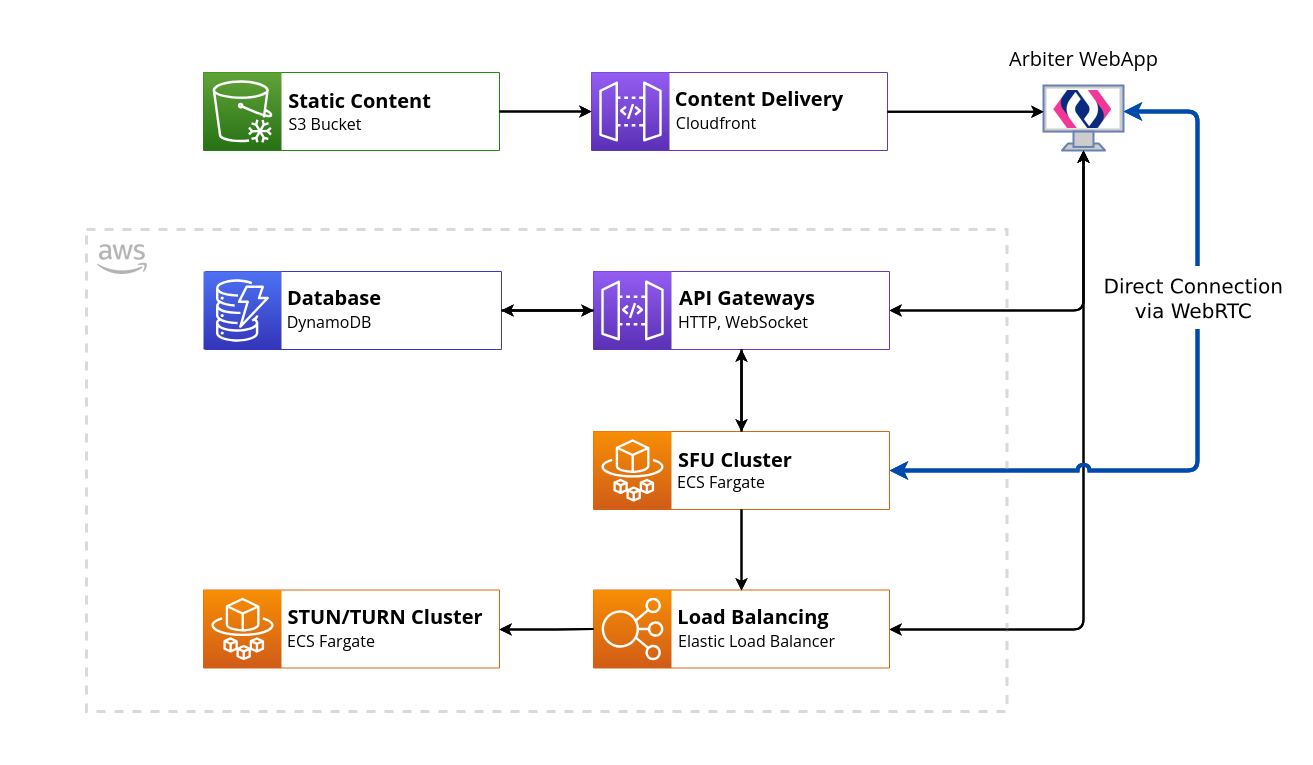 Arbiter WebApp
Static Content
S3 Bucket
Content Delivery
Cloudfront
aws
Database
DynamoDB
API Gateways
HTTP, WebSocket
Direct Connection
via WebRTC
SFU Cluster
ECS Fargate
STUN/TURN Cluster
ECS Fargate
Load Balancing
Elastic Load Balancer